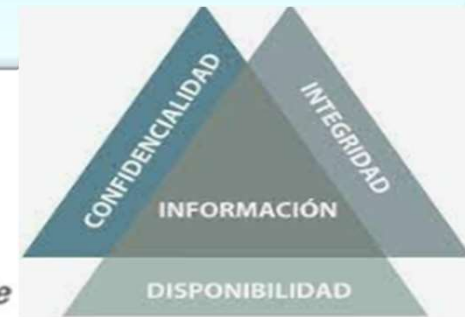 CONFIDENCIALIDAD
INTEGRIDAD
INFORMACIÓN
DISPONIBILIDAD
e